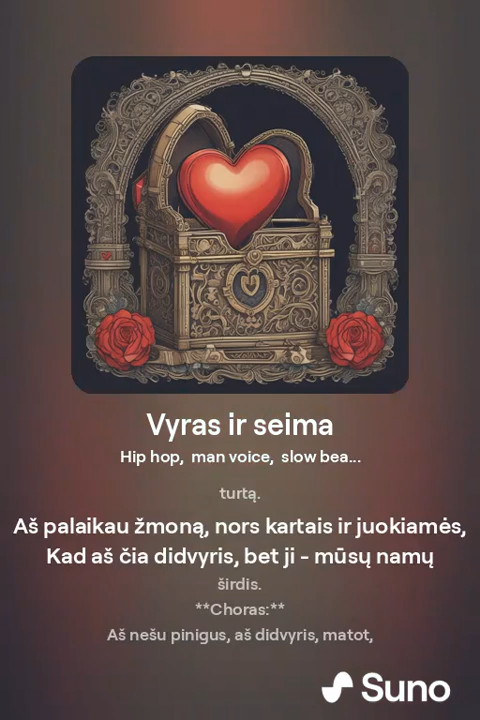 Vyras ir seima
Hip hop,  man voice,  slow bea...
turtą.
Aš palaikau žmoną, nors kartais ir juokiamės,
Kad aš čia didvyris, bet ji - mūsų namų
širdis.
**Choras:**
Aš nešu pinigus, aš didvyris, matot,
Suno